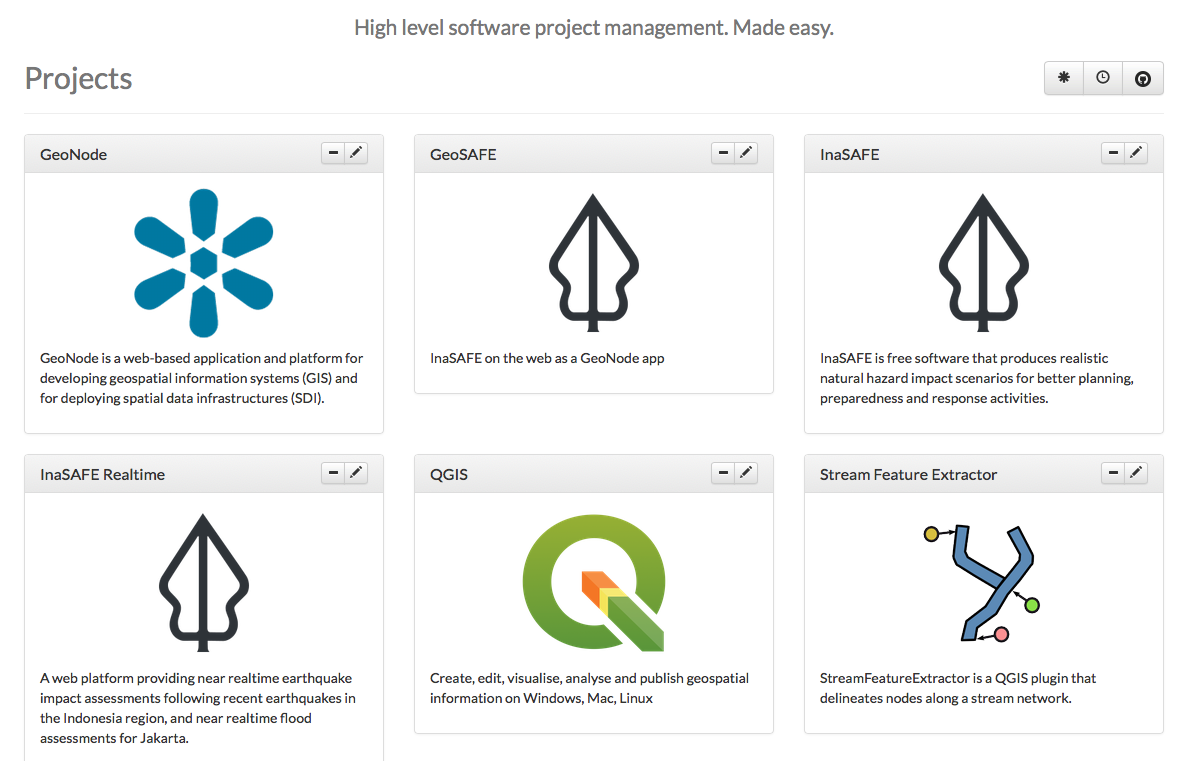 High level software project management. Made easy.
Projects
GeoNode
GeoNode is a web-based application and platform for
developing geospatial information systems (GIS) and
for deploying spatial data infrastructures (SDI).
GeoSAFE
InaSAFE on the web as a GeoNode app
InaSAFE
InaSAFE is free software that produces realistic
natural hazard impact scenarios for better planning,
preparedness and response activities.
InaSAFE Realtime
A web platform providing near realtime earthquake
impact assessments following recent earthquakes in
the Indonesia region, and near realtime flood
assessments for Jakarta.
QGIS
Create, edit, visualise, analyse and publish geospatial
information on Windows, Mac, Linux
Stream Feature Extractor
StreamFeatureExtractor is a QGIS plugin that
delineates nodes along a stream network.